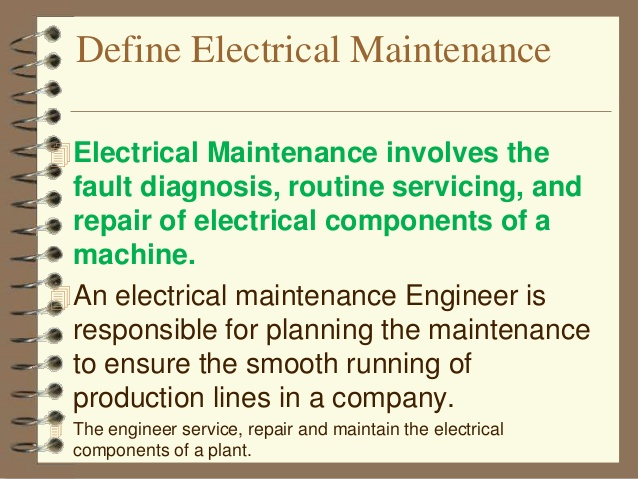 Define Electrical Maintenance
Electrical Maintenance involves the
fault diagnosis, routine servicing, and
repair of electrical components of a
machine.
An electrical maintenance Engineer is
responsible for planning the maintenance
to ensure the smooth running of
production lines in a company.
The engineer service, repair and maintain the electrical
components of a plant.